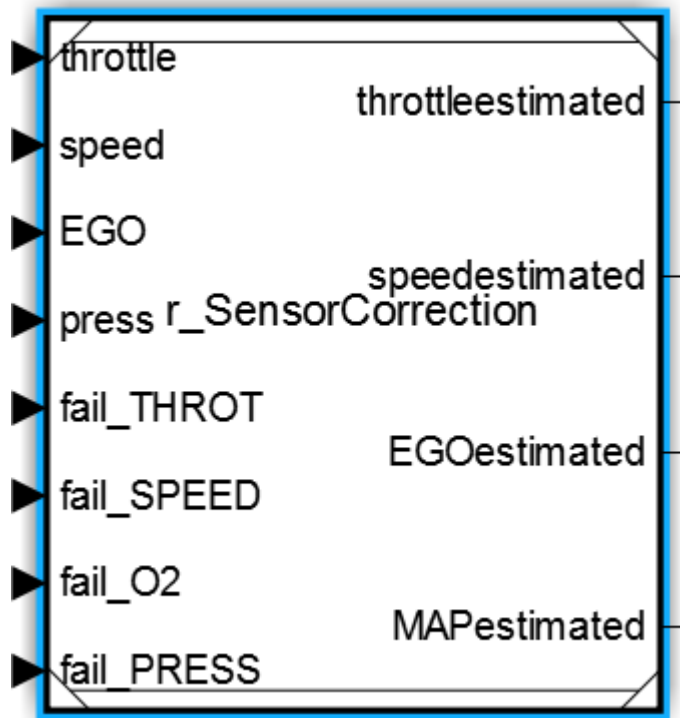 throttle
speed
EGO
press
fail_THROT
fail_SPEED
fail_O2
fail_PRESS
r_SensorCorrection
throttleestimated
speedestimated
EGOestimated
MAPestimated